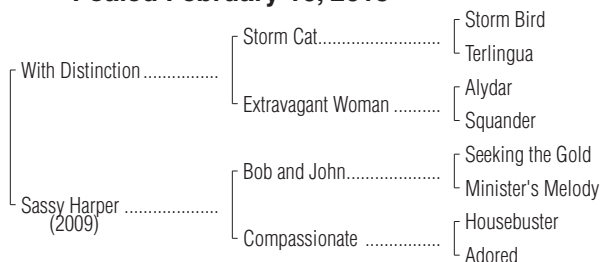 Foaled February
Storm Bird
Storm Cat........................
Terlingua
With Distinction ...............
Alydar
Extravagant Woman ..........
Squander
Seeking the Gold
Bob and John...................
Minister's Melody
Sassy Harper ...................
(2009)
Housebuster
Compassionate ...............
Adored